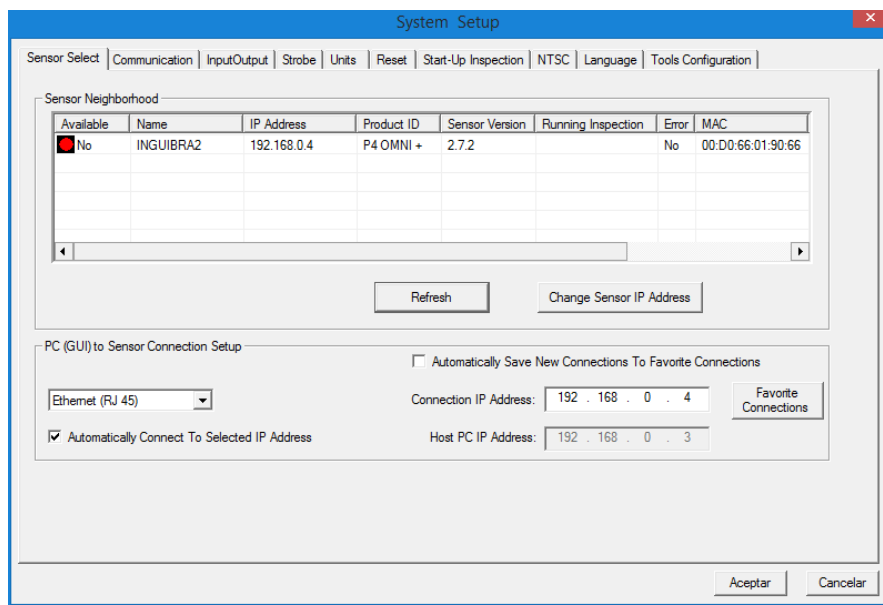 System Setup
Sensor Select Communication InputOutput Strobe Units Reset Start-Up Inspection NTSC Language Tools Configuration
Sensor Neighborhood
Available Name IP Address Product ID Sensor Version Running Inspection Error MAC
No INGUIBRA2 192.168.0.4 P4 OMNI + 2.7.2 No 00:D0:66:01:90:66
Refresh Change Sensor IP Address
PC (GUI) to Sensor Connection Setup
Automatically Save New Connections To Favorite Connections
Ethernet (RJ 45) Connection IP Address: 192 . 168 . 0 . 4 Favorite Connections
Automatically Connect To Selected IP Address Host PC IP Address: 192 . 168 . 0 . 3
Aceptar Cancelar